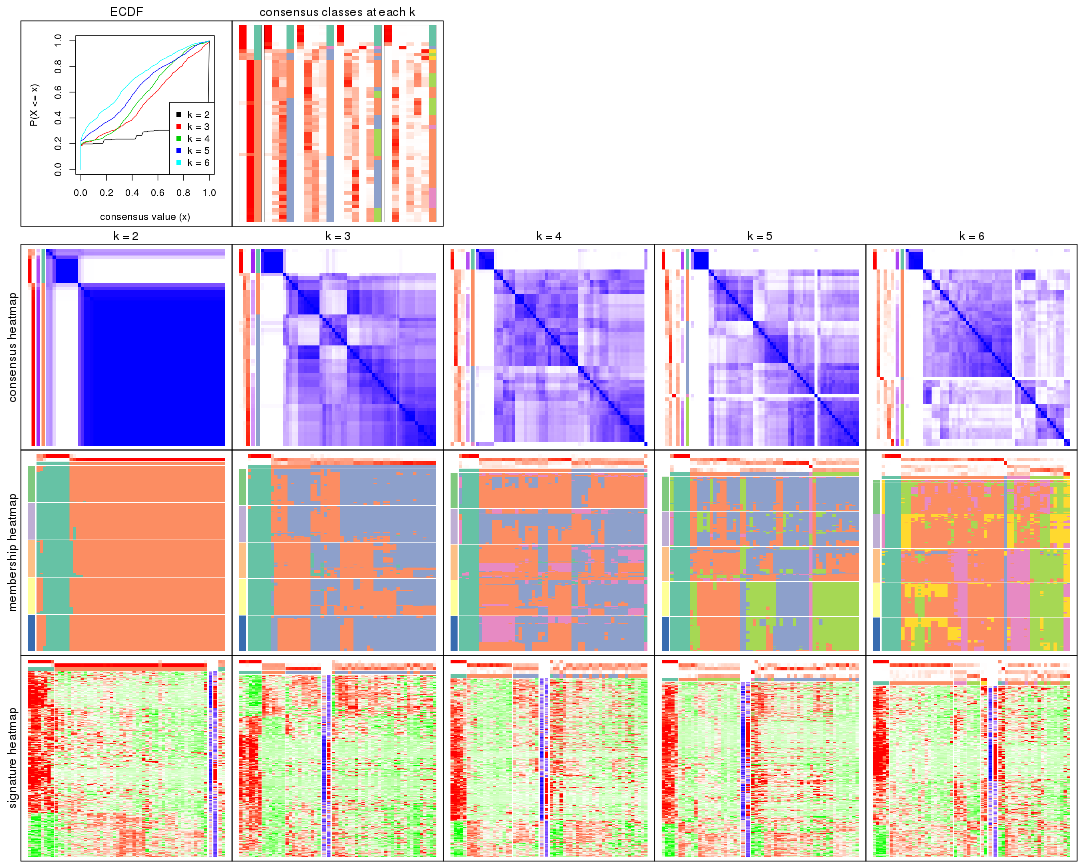 ECDF
consensus classes at each k
P(X <= x)
0.0 0.2 0.4 0.6 0.8 1.0
k = 2
k = 3
k = 4
k = 5
k = 6
0.0 0.2 0.4 0.6 0.8 1.0
consensus value (x)
k = 2
k = 3
k = 4
k = 5
k = 6
consensus heatmap
membership heatmap
signature heatmap